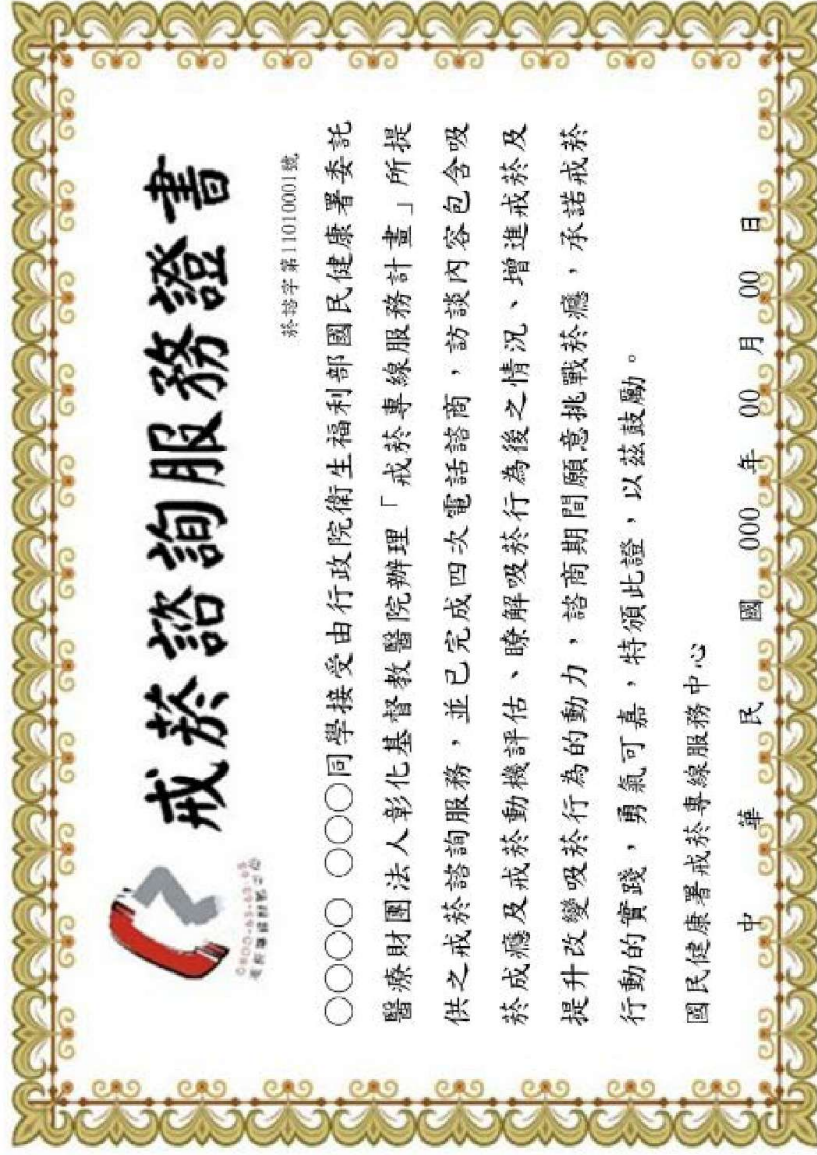 戒菸諮詢服務證書
0800-63-63-63
菸諮字第11010001號
○○○○ ○○○同學接受由行政院衛生福利部國民健康署委託
醫療財團法人彰化基督教醫院辦理「戒菸專線服務計畫」所提
供之戒菸諮詢服務，並已完成四次電話諮商，訪談內容包含吸
菸成癮及戒菸動機評估、瞭解吸菸行為後之情況、增進戒菸及
提升改變吸菸行為的動力，諮商期間願意挑戰菸癮，承諾戒菸
行動的實踐，勇氣可嘉，特頒此證，以茲鼓勵。
國民健康署戒菸專線服務中心
中 華 民 國 000 年 00 月 00 日